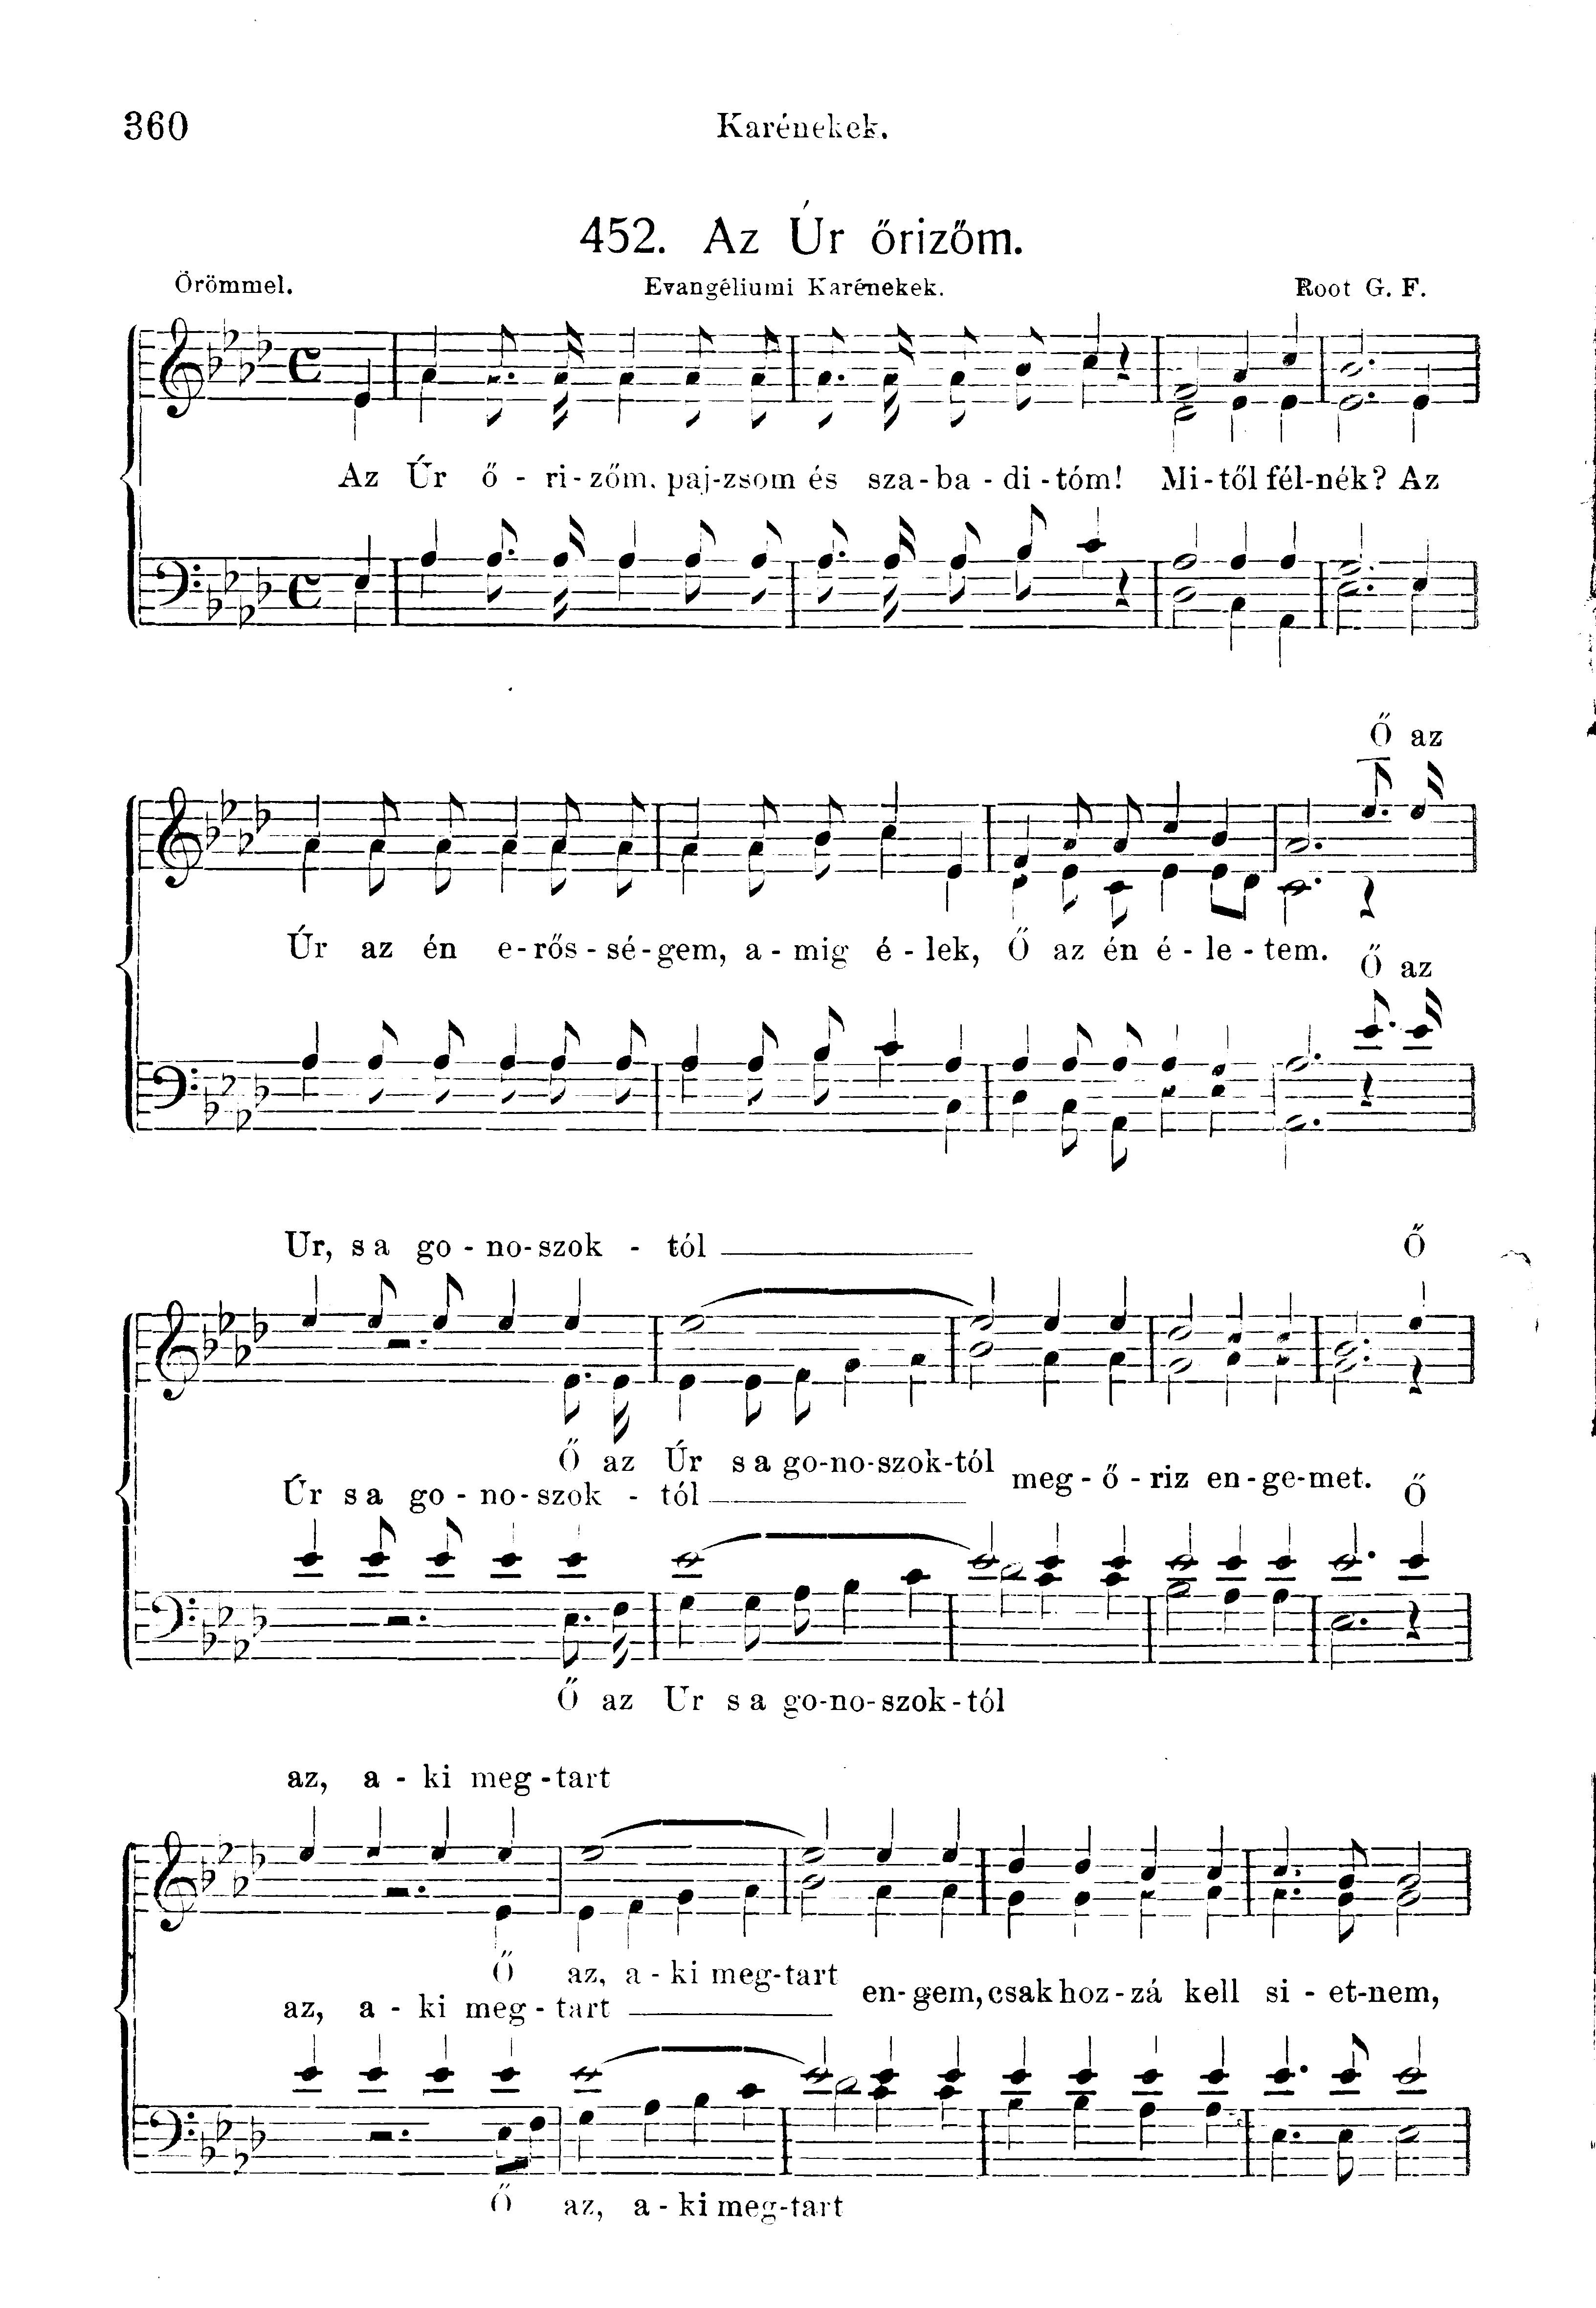 360 Karénekek.
452. Az Úr őrizőm.
Örömmel. Evangéliumi Karénekek. Root G. F.
Az Úr ő - ri - zőm. paj-zsom és sza - ba - di - tóm! Mi - től fél-nék? Az
Ő az
Úr az én e - rős - sé - gem, a - mig é - lek, Ő az én é - le - tem.
Ő az
Ur, s a go - no - szok - tól
Ő
Ő az Úr s a go-no-szok-tól meg - ő - riz en - ge-met.
Úr s a go - no - szok - tól Ő
Ő az Ur s a go-no-szok-tól
az, a - ki meg - tart
Ő az, a - ki meg-tart en - gem, csak hoz - zá kell si - et-nem,
az, a - ki meg - tart
Ő az, a - ki meg-tart